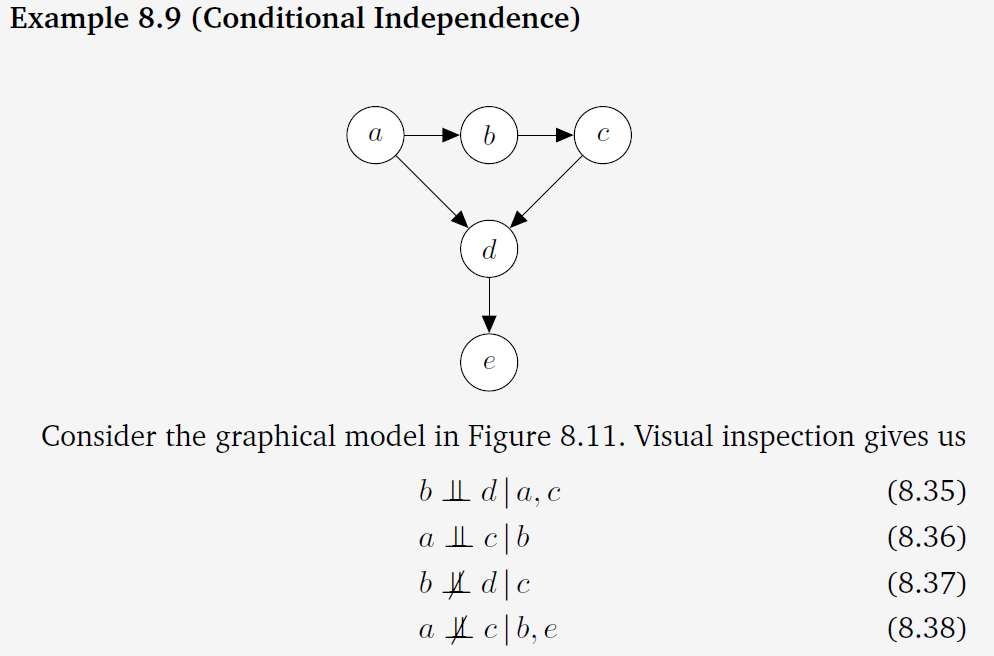 Example 8.9 (Conditional Independence)
a b c
d
e
Consider the graphical model in Figure 8.11. Visual inspection gives us
b ⫫ d | a, c (8.35)
a ⫫ c | b (8.36)
b ⫫̸ d | c (8.37)
a ⫫̸ c | b, e (8.38)